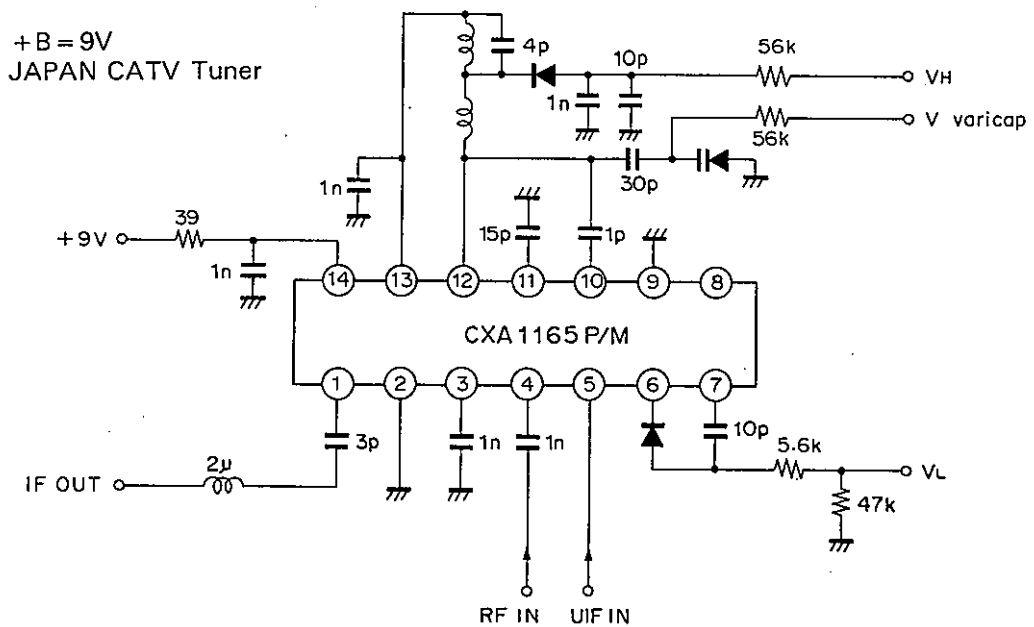 +B=9V
JAPAN CATV Tuner
4p
10p
1n
56k
VH
56k
V varicap
30p
1n
39
+9V
1n
15p
1p
14
13
12
11
10
9
8
CXA1165P/M
1
2
3
4
5
6
7
3p
1n
1n
10p
5.6k
VL
47k
2μ
IF OUT
RF IN
UIF IN